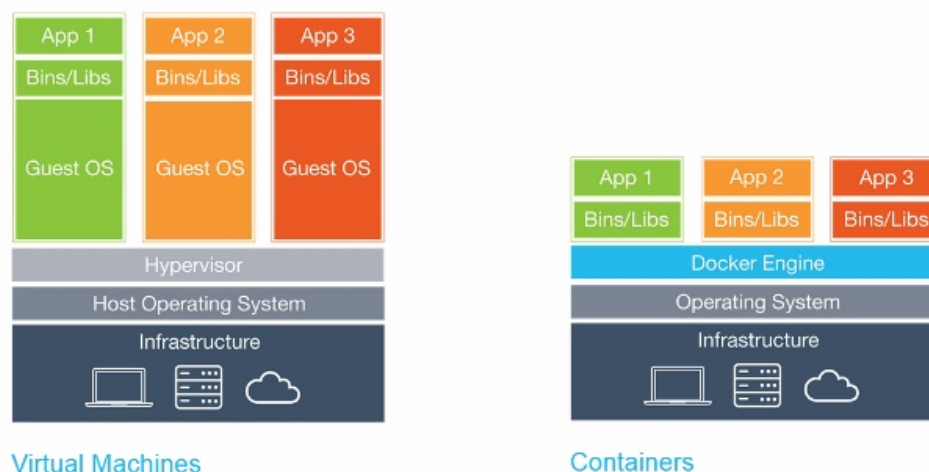 App 1
App 2
App 3
Bins/Libs
Bins/Libs
Bins/Libs
Guest OS
Guest OS
Guest OS
Hypervisor
Host Operating System
Infrastructure
Virtual Machines
App 1
App 2
App 3
Bins/Libs
Bins/Libs
Bins/Libs
Docker Engine
Operating System
Infrastructure
Containers